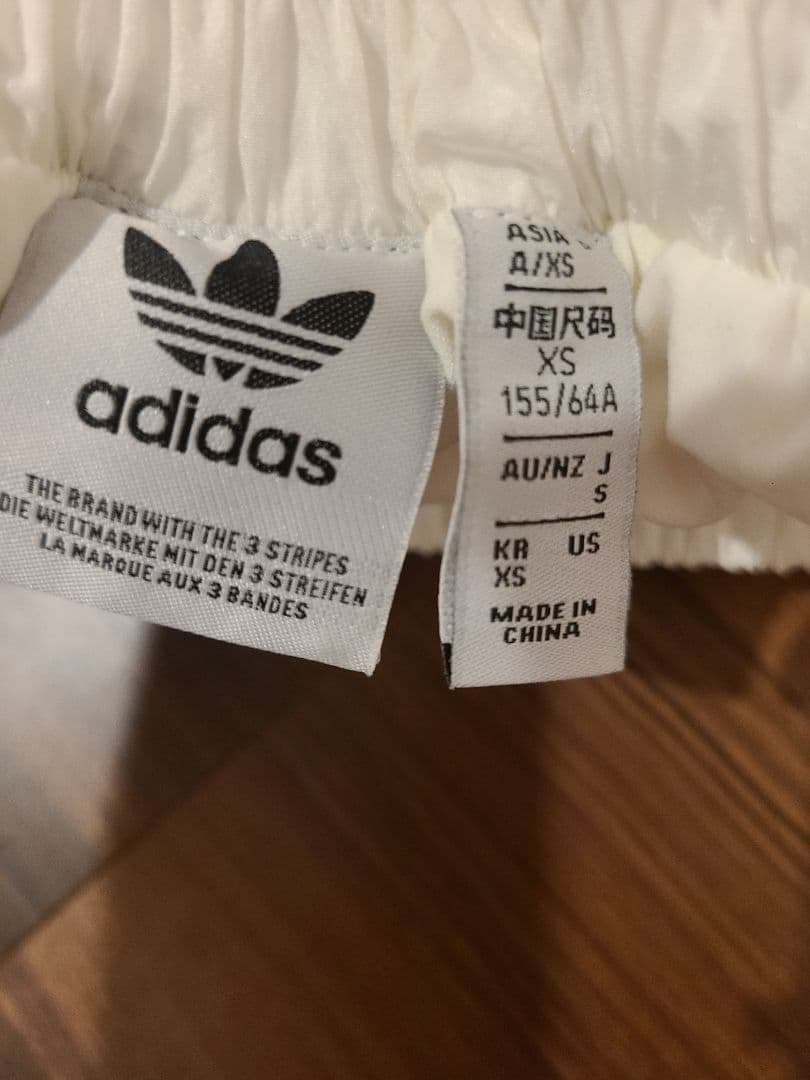 adidas
THE BRAND WITH THE 3 STRIPES
DIE WELTMARKE MIT DEN 3 STREIFEN
LA MARQUE AUX 3 BANDES
ASIA
A/XS
中国尺码
XS
155/64A
AU/NZ J
S
KR US
XS
MADE IN
CHINA